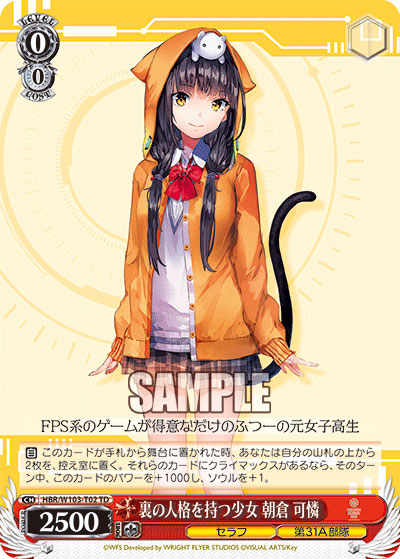 LEVEL
0
0
COST
SAMPLE
FPS系のゲームが得意なだけのふつーの元女子高生
自 このカードが手札から舞台に置かれた時、あなたは自分の山札の上から
2枚を、控え室に置く。それらのカードにクライマックスがあるなら、そのター
ン中、このカードのパワーを+1000し、ソウルを+1。
CH HBR/W103-T02 TD
2500
裏の人格を持つ少女 朝倉 可憐
セラフ 第31A部隊
©WFS Developed by WRIGHT FLYER STUDIOS ©VISUAL ARTS/Key